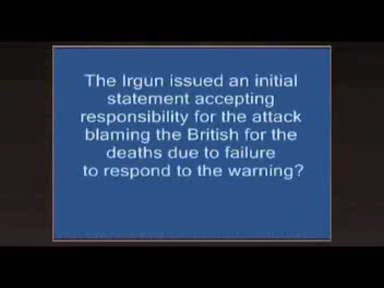 The Irgun issued an initial
statement accepting
responsibility for the attack
blaming the British for the
deaths due to failure
to respond to the warning?